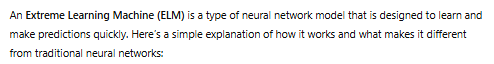 An Extreme Learning Machine (ELM) is a type of neural network model that is designed to learn and
make predictions quickly. Here's a simple explanation of how it works and what makes it different
from traditional neural networks: